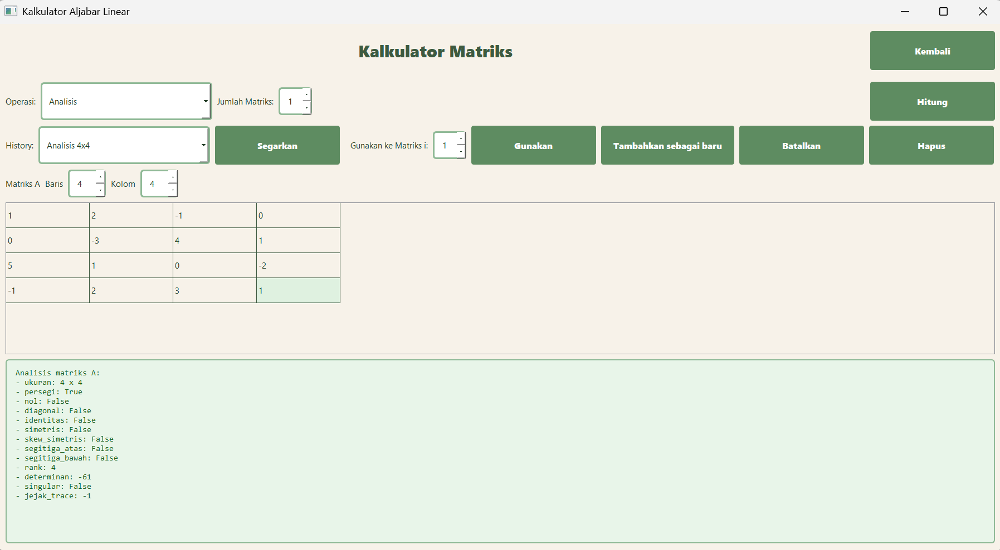 Kalkulator Aljabar Linear
Kalkulator Matriks
Kembali
Operasi: Analisis Jumlah Matriks: 1 Hitung
History: Analisis 4x4 Segarkan Gunakan ke Matriks i: 1 Gunakan Tambahkan sebagai baru Batalkan Hapus
Matriks A Baris 4 Kolom 4
1 2 -1 0
0 -3 4 1
5 1 0 -2
-1 2 3 1
Analisis matriks A:
- ukuran: 4 x 4
- persegi: True
- nol: False
- diagonal: False
- identitas: False
- simetris: False
- skew_simetris: False
- segitiga_atas: False
- segitiga_bawah: False
- rank: 4
- determinan: -61
- singular: False
- jejak_trace: -1